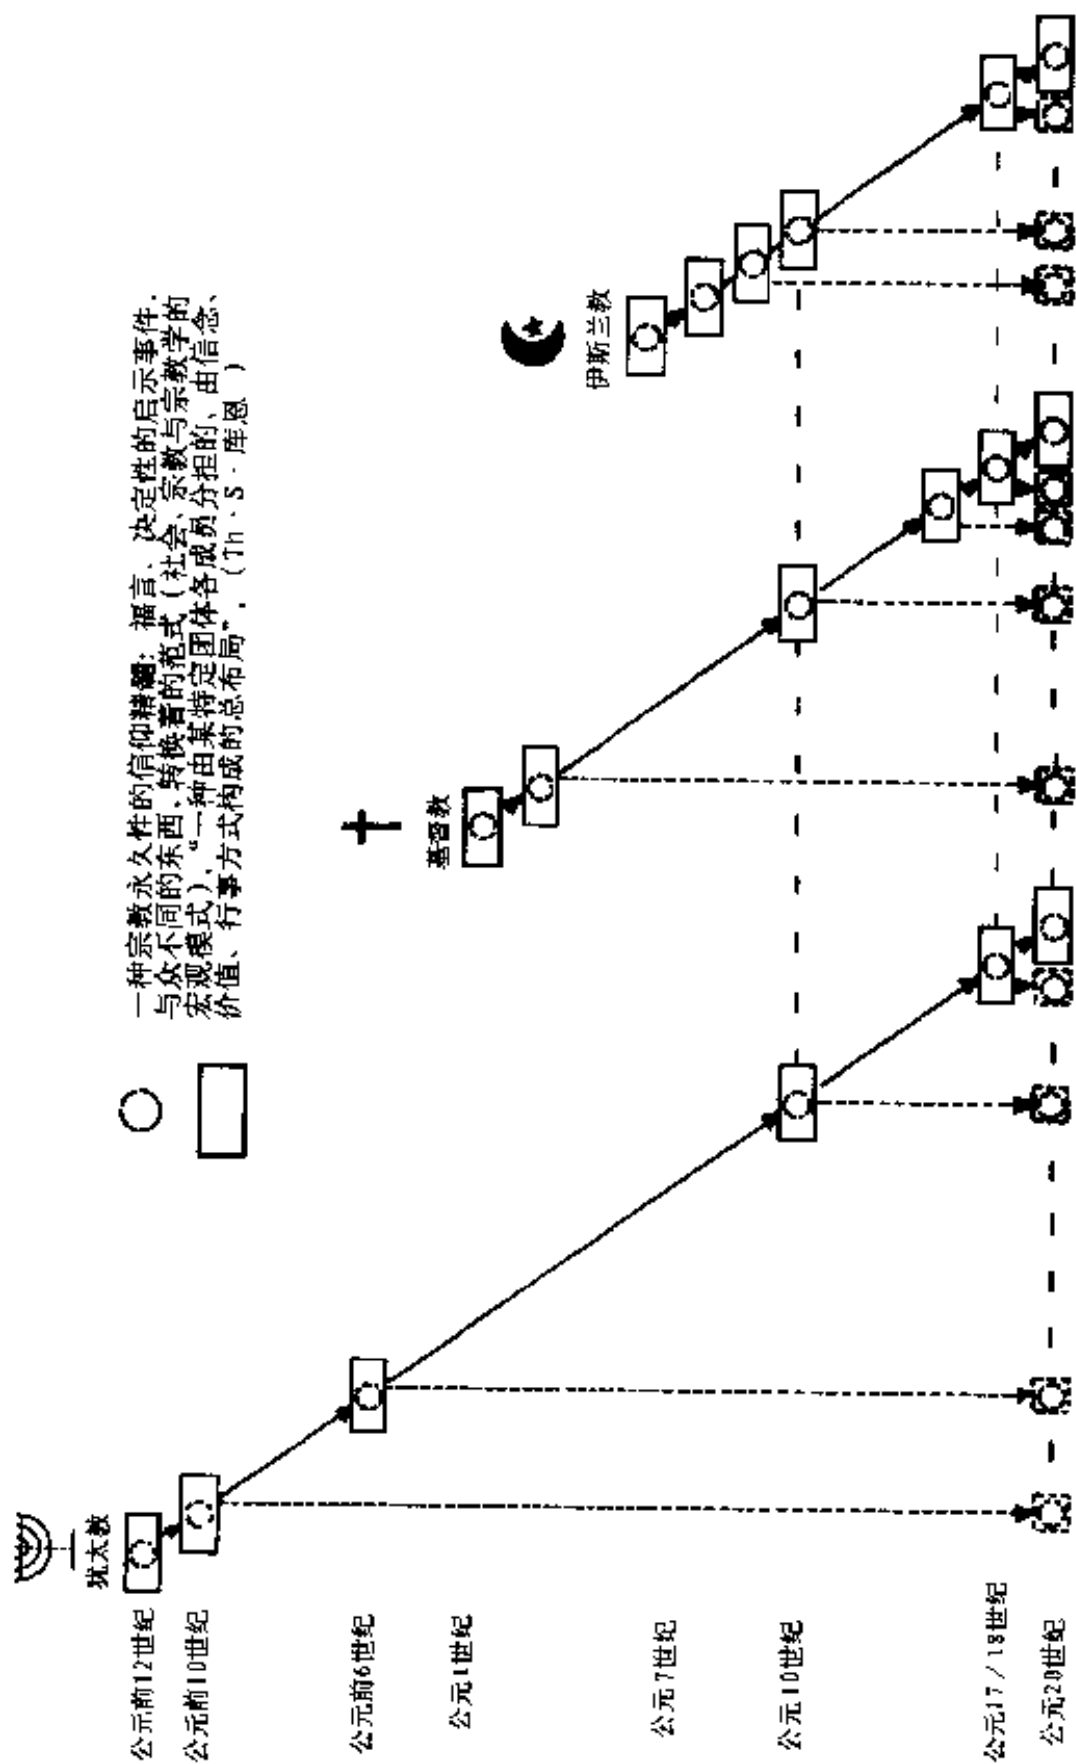 一种宗教永久性的信仰精髓：福言、决定性的启示事件.
与众不同的东西.转换着的范式(社会、宗教与宗教学的
宏观模式)、“一种由某特定团体各成员分担的、由信念、
价值、行事方式构成的总布局”.(Th·S·库恩)
犹太教
基督教
伊斯兰教
公元前12世纪
公元前10世纪
公元前6世纪
公元1世纪
公元7世纪
公元10世纪
公元17/18世纪
公元20世纪